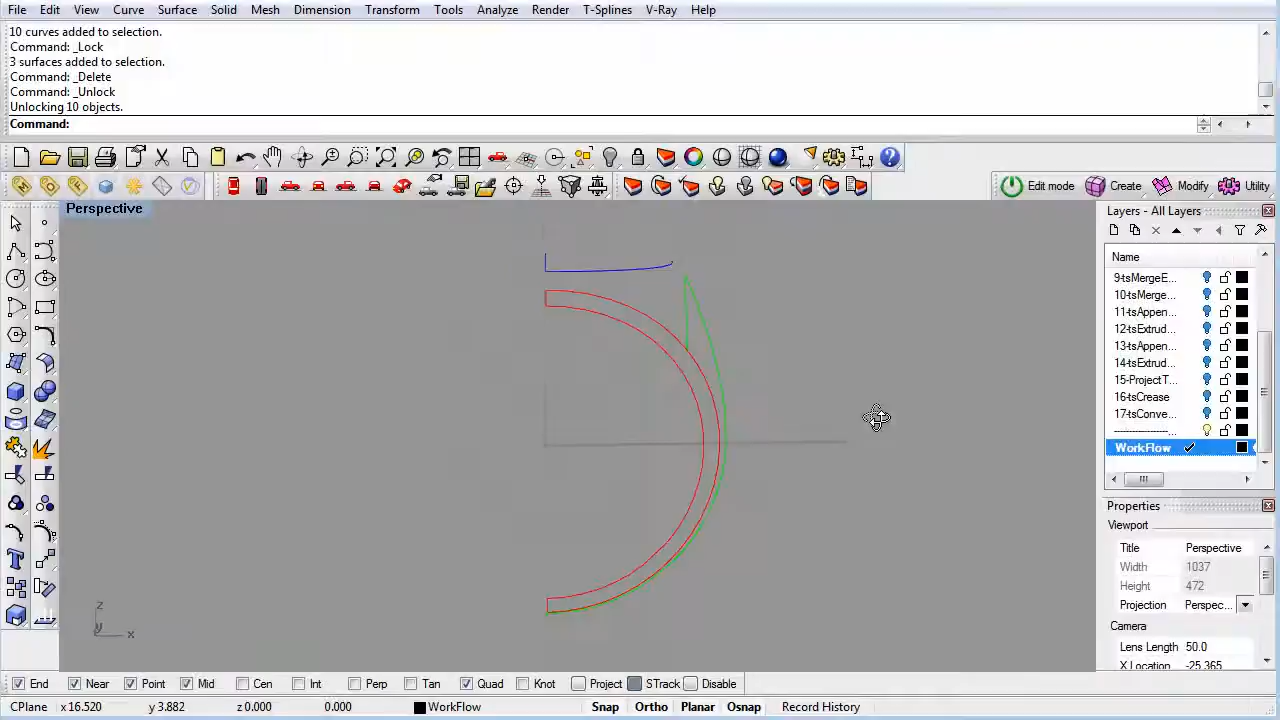 File Edit View Curve Surface Solid Mesh Dimension Transform Tools Analyze Render T-Splines V-Ray Help
10 curves added to selection.
Command: _Lock
3 surfaces added to selection.
Command: _Delete
Command: _Unlock
Unlocking 10 objects.
Command:
Edit mode Create Modify Utility
Perspective
Layers - All Layers
Name
9-tsMergeE...
10-tsMerge...
11-tsAppen...
12-tsExtrud...
13-tsAppen...
14-tsExtrud...
15-ProjectT...
16-tsCrease
17-tsConve...
WorkFlow
Properties
Viewport
Title Perspective
Width 1037
Height 472
Projection Perspec...
Camera
Lens Length 50.0
X Location -25.365
z
y
x
End Near Point Mid Cen Int Perp Tan Quad Knot Project STrack Disable
CPlane x 16.520 y 3.882 z 0.000 0.000 WorkFlow Snap Ortho Planar Osnap Record History